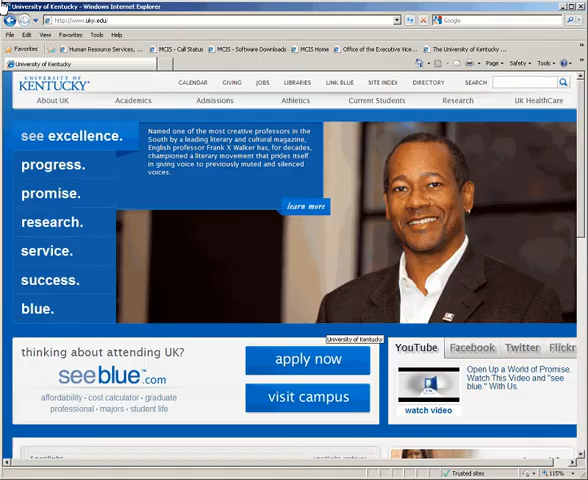 University of Kentucky - Windows Internet Explorer
http://www.uky.edu/
Google
File Edit View Favorites Tools Help
Favorites Human Resource Services, ... MCIS - Call Status MCIS - Software Downloads MCIS Home Office of the Executive Vice... The University of Kentucky ...
University of Kentucky
Page Safety Tools
UNIVERSITY OF
KENTUCKY
CALENDAR GIVING JOBS LIBRARIES LINK BLUE SITE INDEX DIRECTORY SEARCH
About UK Academics Admissions Athletics Current Students Research UK HealthCare
see excellence.
progress.
promise.
research.
service.
success.
blue.
Named one of the most creative professors in the
South by a leading literary and cultural magazine,
English professor Frank X Walker has, for decades,
championed a literary movement that prides itself
in giving voice to previously muted and silenced
voices.
learn more
University of Kentucky
thinking about attending UK?
seeblue.com
affordability · cost calculator · graduate
professional · majors · student life
apply now
visit campus
YouTube Facebook Twitter Flickr
Open Up a World of Promise.
Watch This Video and "see
blue." With Us.
watch video
Spotlight
spotlight archives
Trusted sites
115%